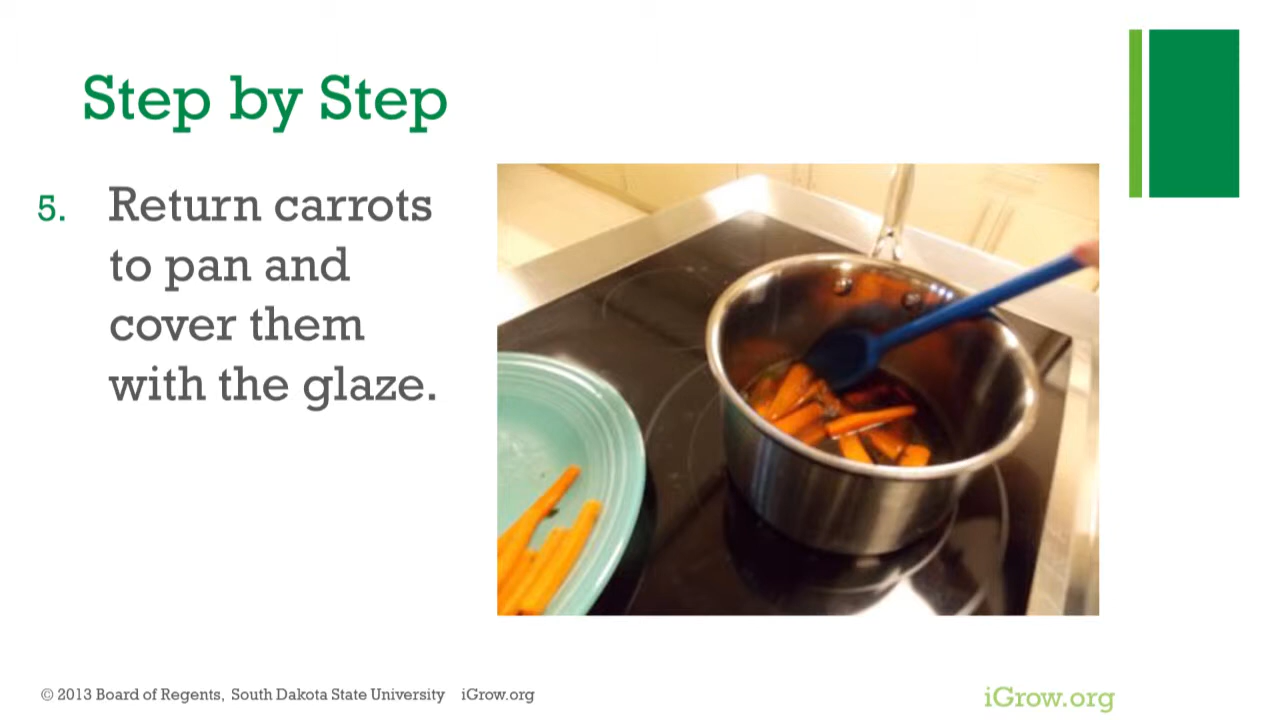 Step by Step
5. Return carrots
to pan and
cover them
with the glaze.
© 2013 Board of Regents, South Dakota State University iGrow.org
iGrow.org